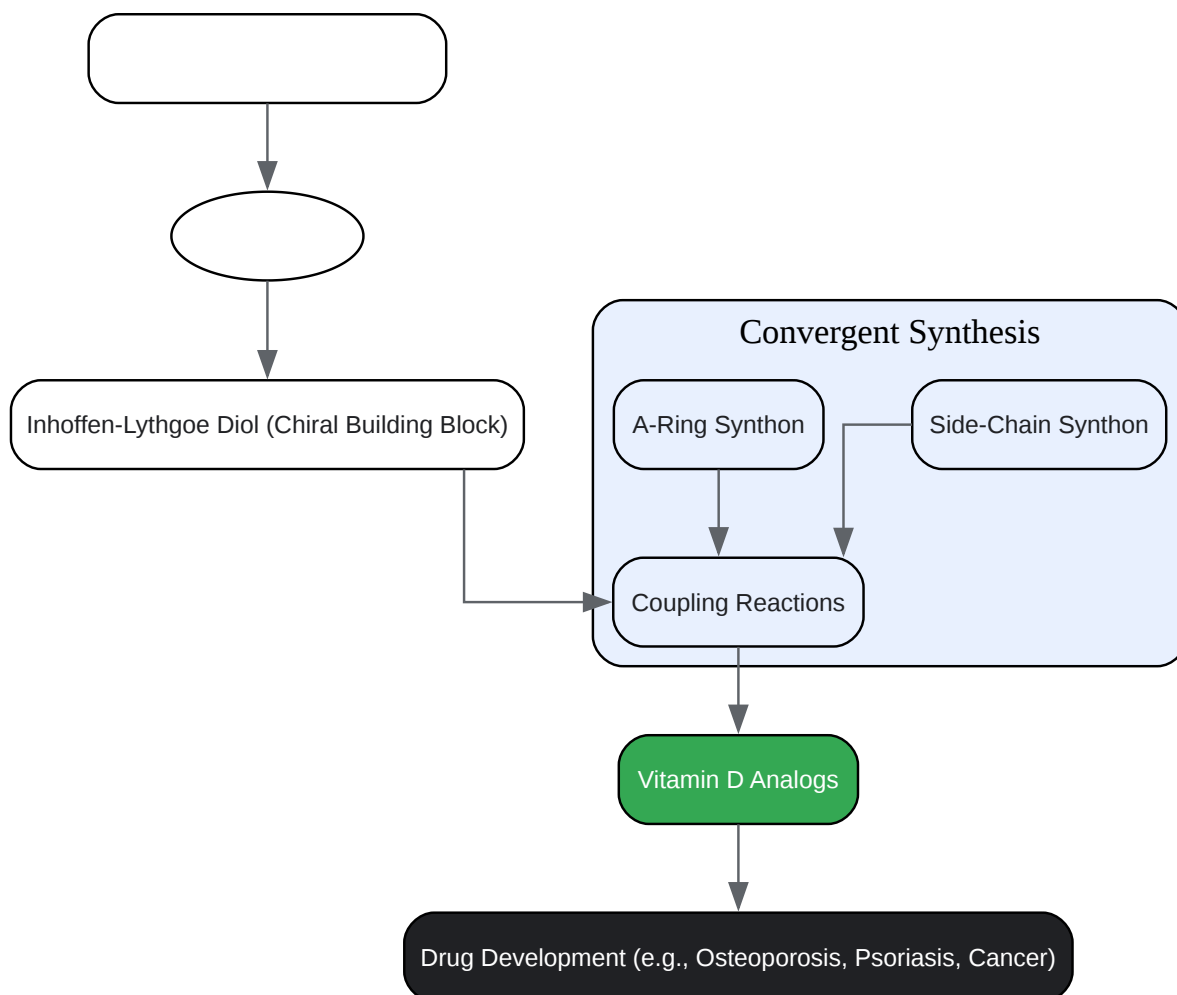 Convergent Synthesis
Inhoffen-Lythgoe Diol (Chiral Building Block)
A-Ring Synthon
Side-Chain Synthon
Coupling Reactions
Vitamin D Analogs
Drug Development (e.g., Osteoporosis, Psoriasis, Cancer)